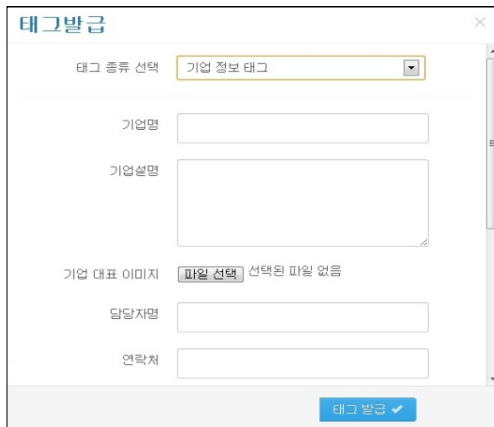 태그발급 ×
태그 종류 선택 기업 정보 태그
기업명
기업설명
기업 대표 이미지 파일 선택 선택된 파일 없음
담당자명
연락처
태그 발급 ✔